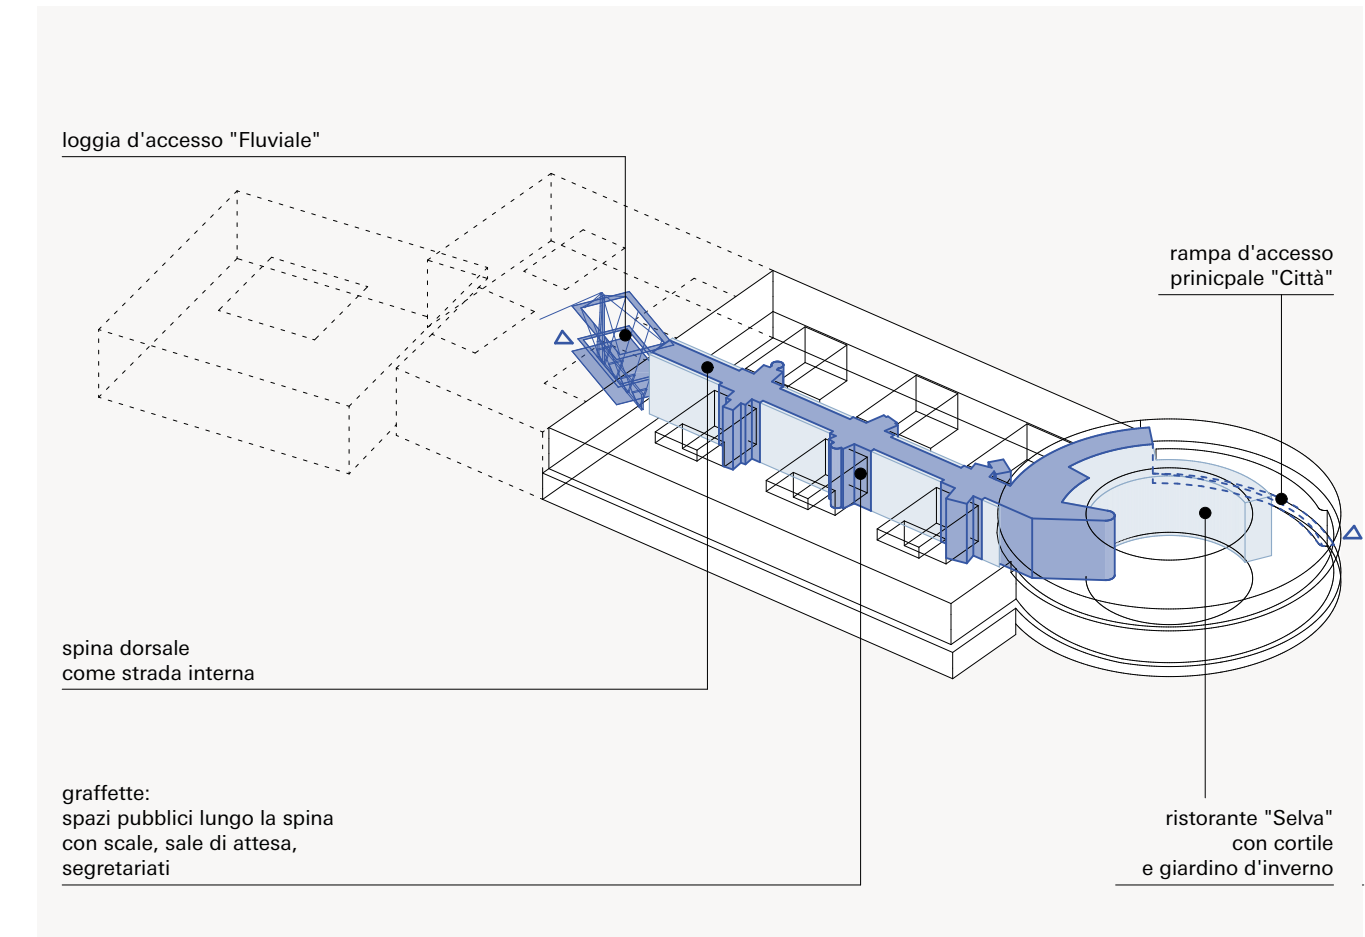 loggia d'accesso "Fluviale"
rampa d'accesso
prinicpale "Città"
spina dorsale
come strada interna
graffette:
spazi pubblici lungo la spina
con scale, sale di attesa,
segretariati
ristorante "Selva"
con cortile
e giardino d'inverno